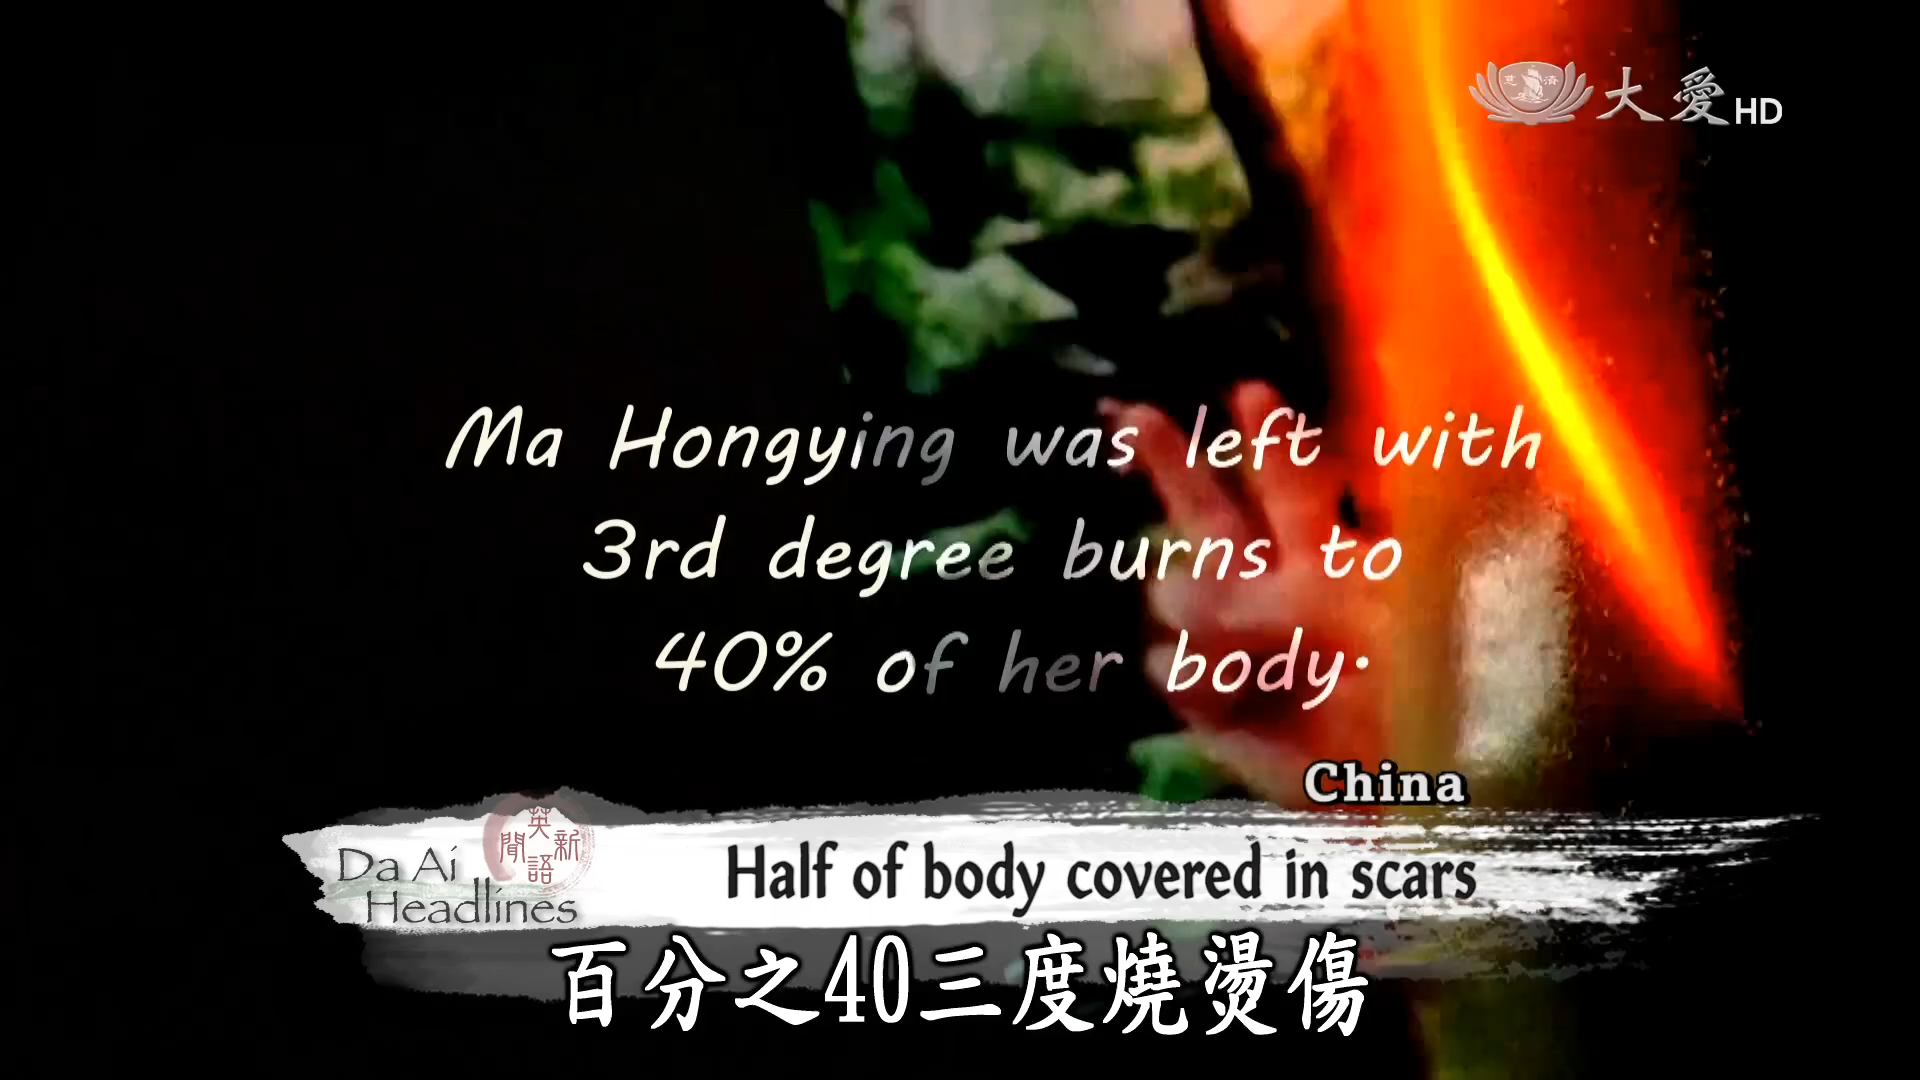 慈濟
大愛HD
Ma Hongying was left with
3rd degree burns to
40% of her body.
China
英語新聞
Da Ai
Headlines
Half of body covered in scars
百分之40三度燒燙傷